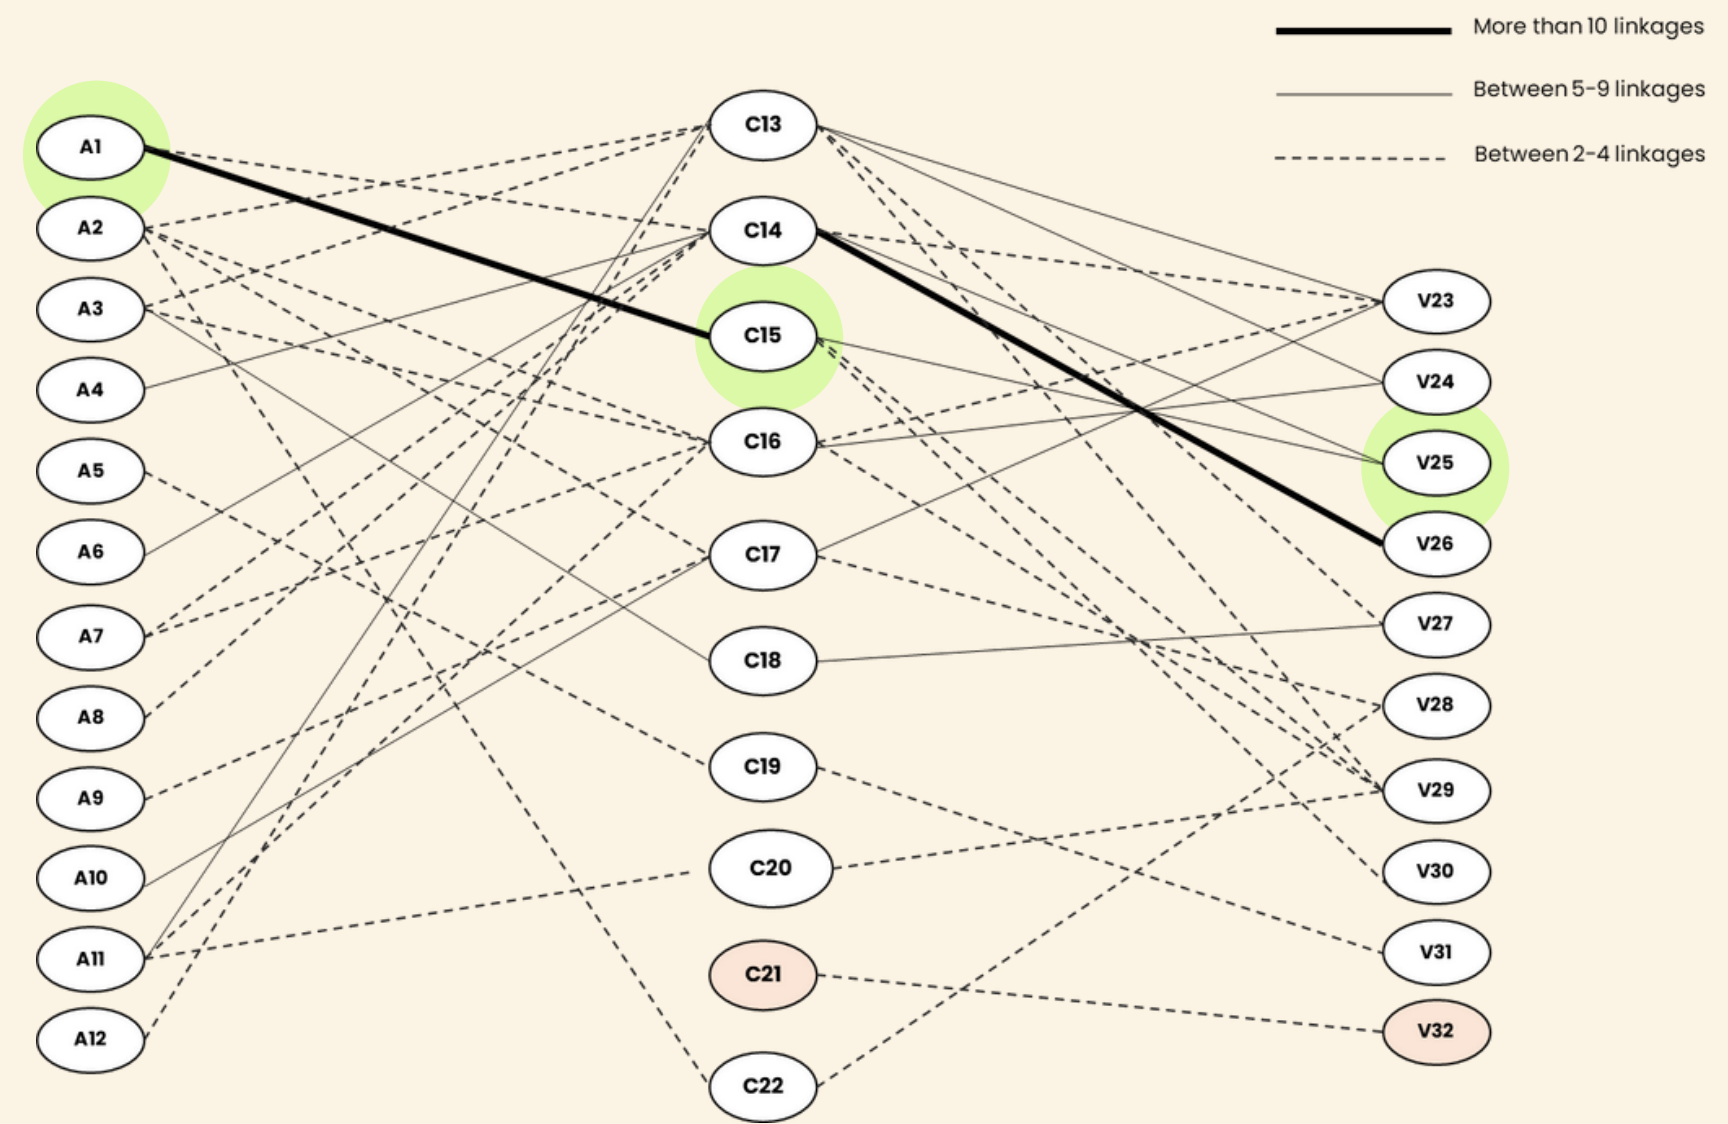 More than 10 linkages
Between 5-9 linkages
Between 2-4 linkages
A1
A2
A3
A4
A5
A6
A7
A8
A9
A10
A11
A12
C13
C14
C15
C16
C17
C18
C19
C20
C21
C22
V23
V24
V25
V26
V27
V28
V29
V30
V31
V32